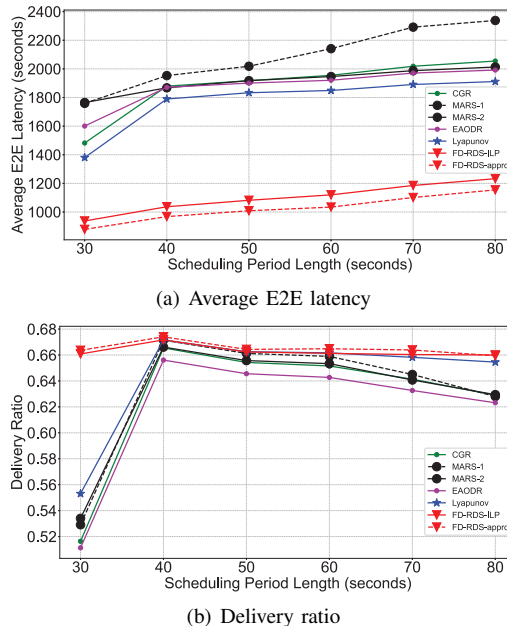 2400
2200
2000
1800
1600
1400
1200
1000
Average E2E Latency (seconds)
CGR
MARS-1
MARS-2
EAODR
Lyapunov
FD-RDS-ILP
FD-RDS-appro
30 40 50 60 70 80
Scheduling Period Length (seconds)
(a) Average E2E latency
0.68
0.66
0.64
0.62
0.60
0.58
0.56
0.54
0.52
Delivery Ratio
CGR
MARS-1
MARS-2
EAODR
Lyapunov
FD-RDS-ILP
FD-RDS-appro
30 40 50 60 70 80
Scheduling Period Length (seconds)
(b) Delivery ratio